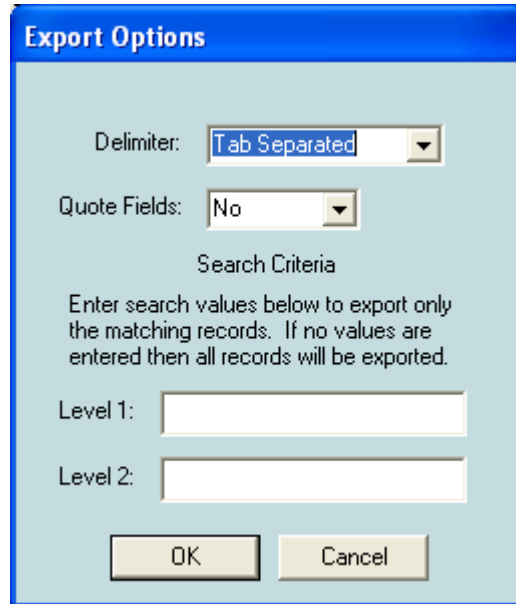 Export Options
Delimiter: Tab Separated
Quote Fields: No
Search Criteria
Enter search values below to export only
the matching records.  If no values are
entered then all records will be exported.
Level 1:
Level 2:
OK Cancel